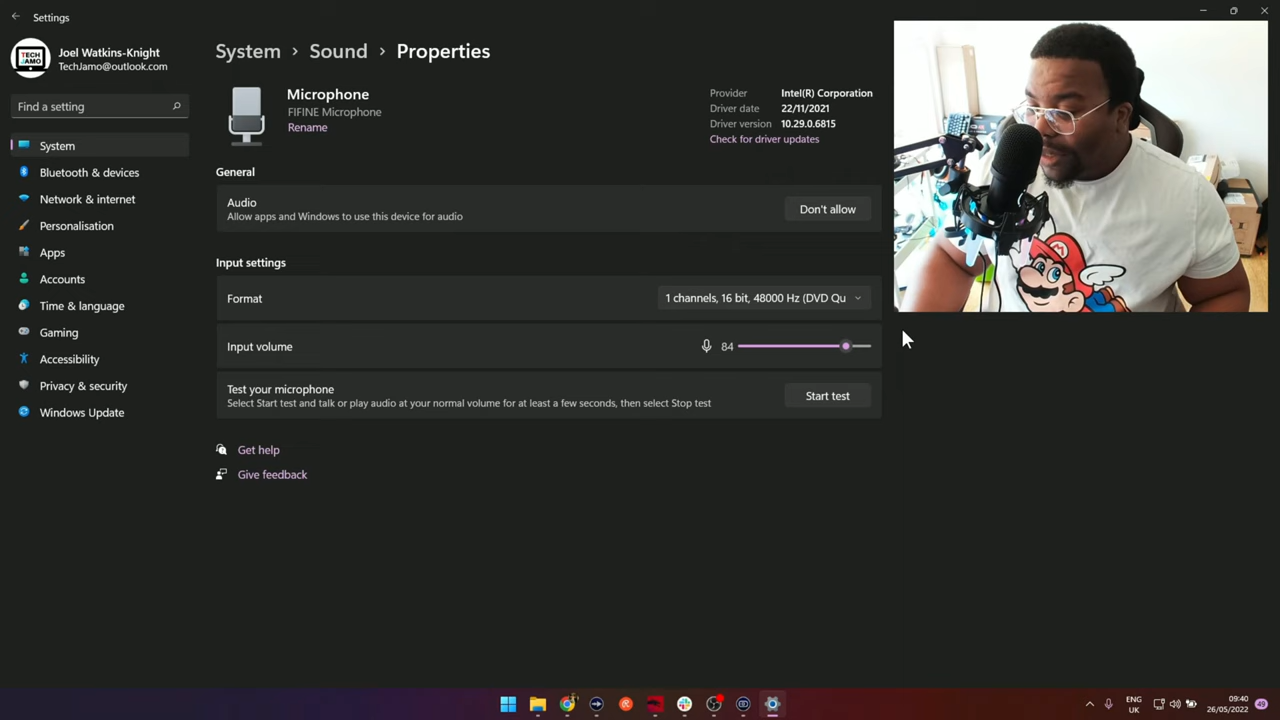 Settings
TECH
JAMO
Joel Watkins-Knight
TechJamo@outlook.com
Find a setting
System
Bluetooth & devices
Network & internet
Personalisation
Apps
Accounts
Time & language
Gaming
Accessibility
Privacy & security
Windows Update
System › Sound › Properties
Microphone
FIFINE Microphone
Rename
Provider Intel(R) Corporation
Driver date 22/11/2021
Driver version 10.29.0.6815
Check for driver updates
General
Audio
Allow apps and Windows to use this device for audio
Don't allow
Input settings
Format
1 channels, 16 bit, 48000 Hz (DVD Qu
Input volume
84
Test your microphone
Select Start test and talk or play audio at your normal volume for at least a few seconds, then select Stop test
Start test
Get help
Give feedback
ENG
UK
09:40
26/05/2022
49